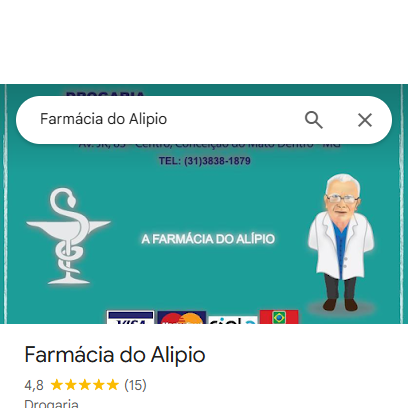 DROGARIA
Farmácia do Alipio
Av. JK, 85 - Centro, Conceição do Mato Dentro - MG
TEL: (31)3838-1879
A FARMÁCIA DO ALÍPIO
VISA MasterCard
Farmácia do Alipio
4,8 (15)
Drogaria